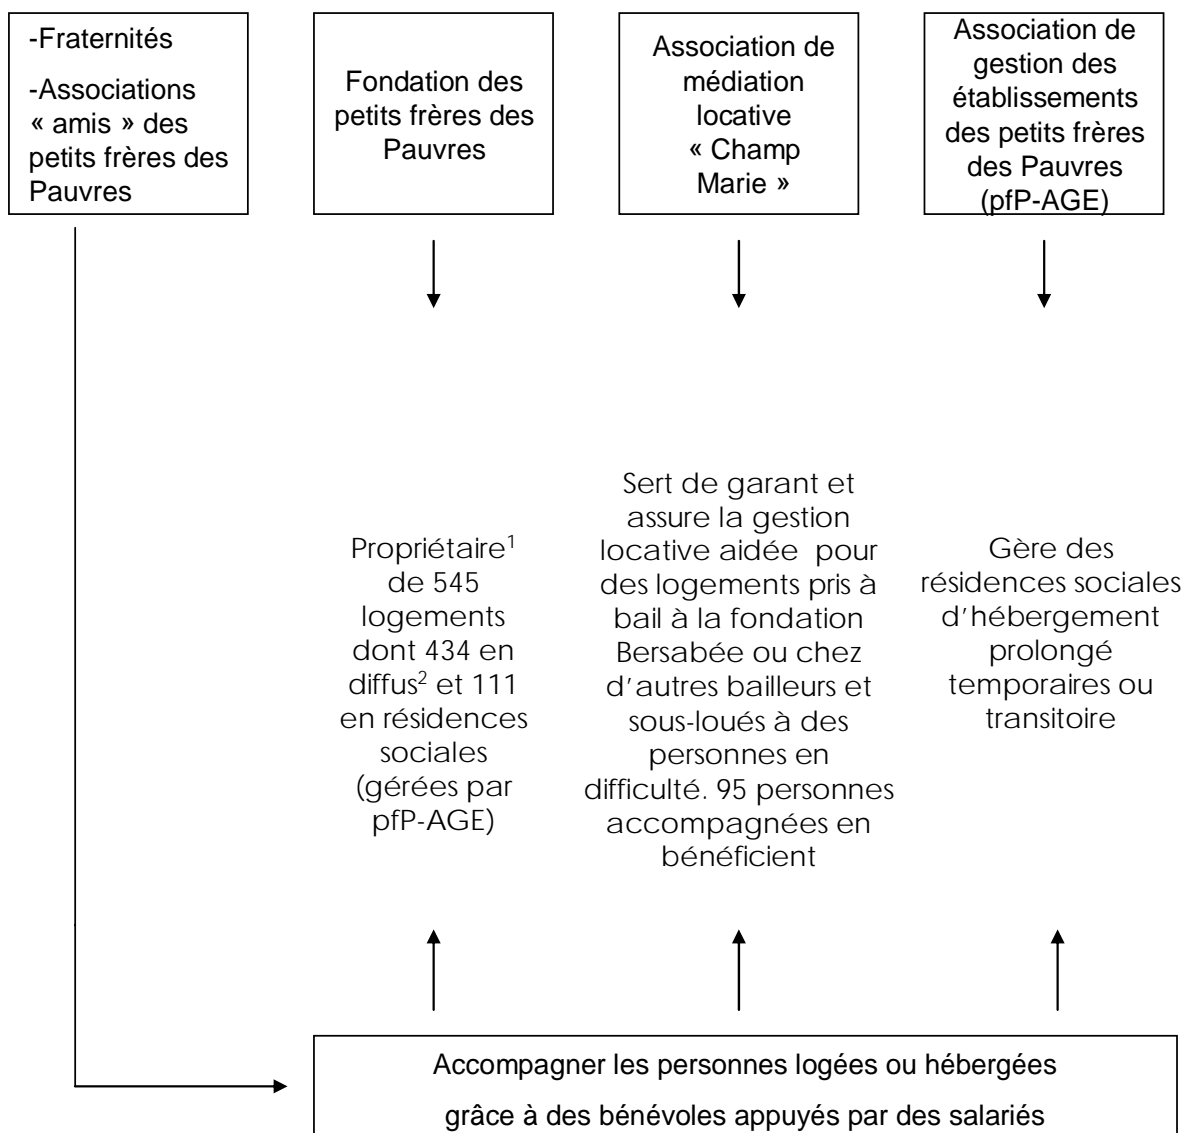 -Fraternités
-Associations
« amis » des
petits frères des
Pauvres
Fondation des
petits frères des
Pauvres
Association de
médiation
locative
« Champ
Marie »
Association de
gestion des
établissements
des petits frères
des Pauvres
(pfP-AGE)
Propriétaire¹
de 545
logements
dont 434 en
diffus² et 111
en résidences
sociales
(gérées par
pfP-AGE)
Sert de garant et
assure la gestion
locative aidée pour
des logements pris à
bail à la fondation
Bersabée ou chez
d’autres bailleurs et
sous-loués à des
personnes en
difficulté. 95 personnes
accompagnées en
bénéficient
Gère des
résidences sociales
d’hébergement
prolongé
temporaires ou
transitoire
Accompagner les personnes logées ou hébergées
grâce à des bénévoles appuyés par des salariés